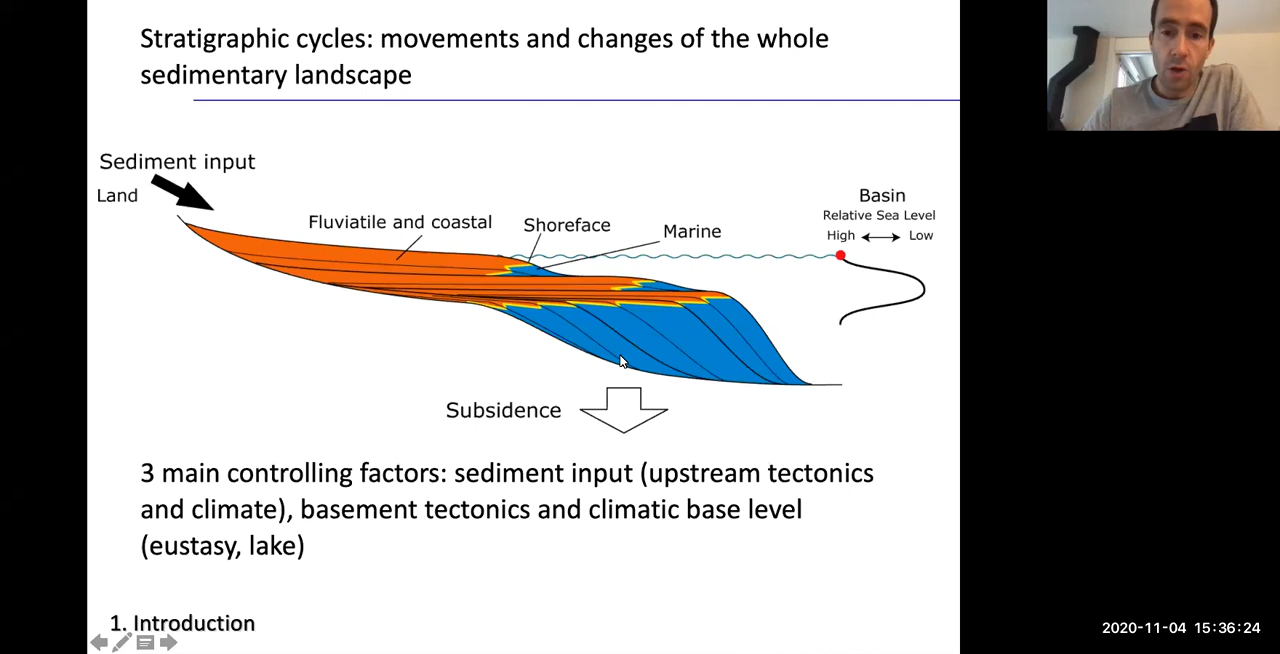 Stratigraphic cycles: movements and changes of the whole
sedimentary landscape
Sediment input
Land
Fluviatile and coastal
Shoreface
Marine
Basin
Relative Sea Level
High
Low
Subsidence
3 main controlling factors: sediment input (upstream tectonics
and climate), basement tectonics and climatic base level
(eustasy, lake)
1. Introduction
2020-11-04 15:36:24